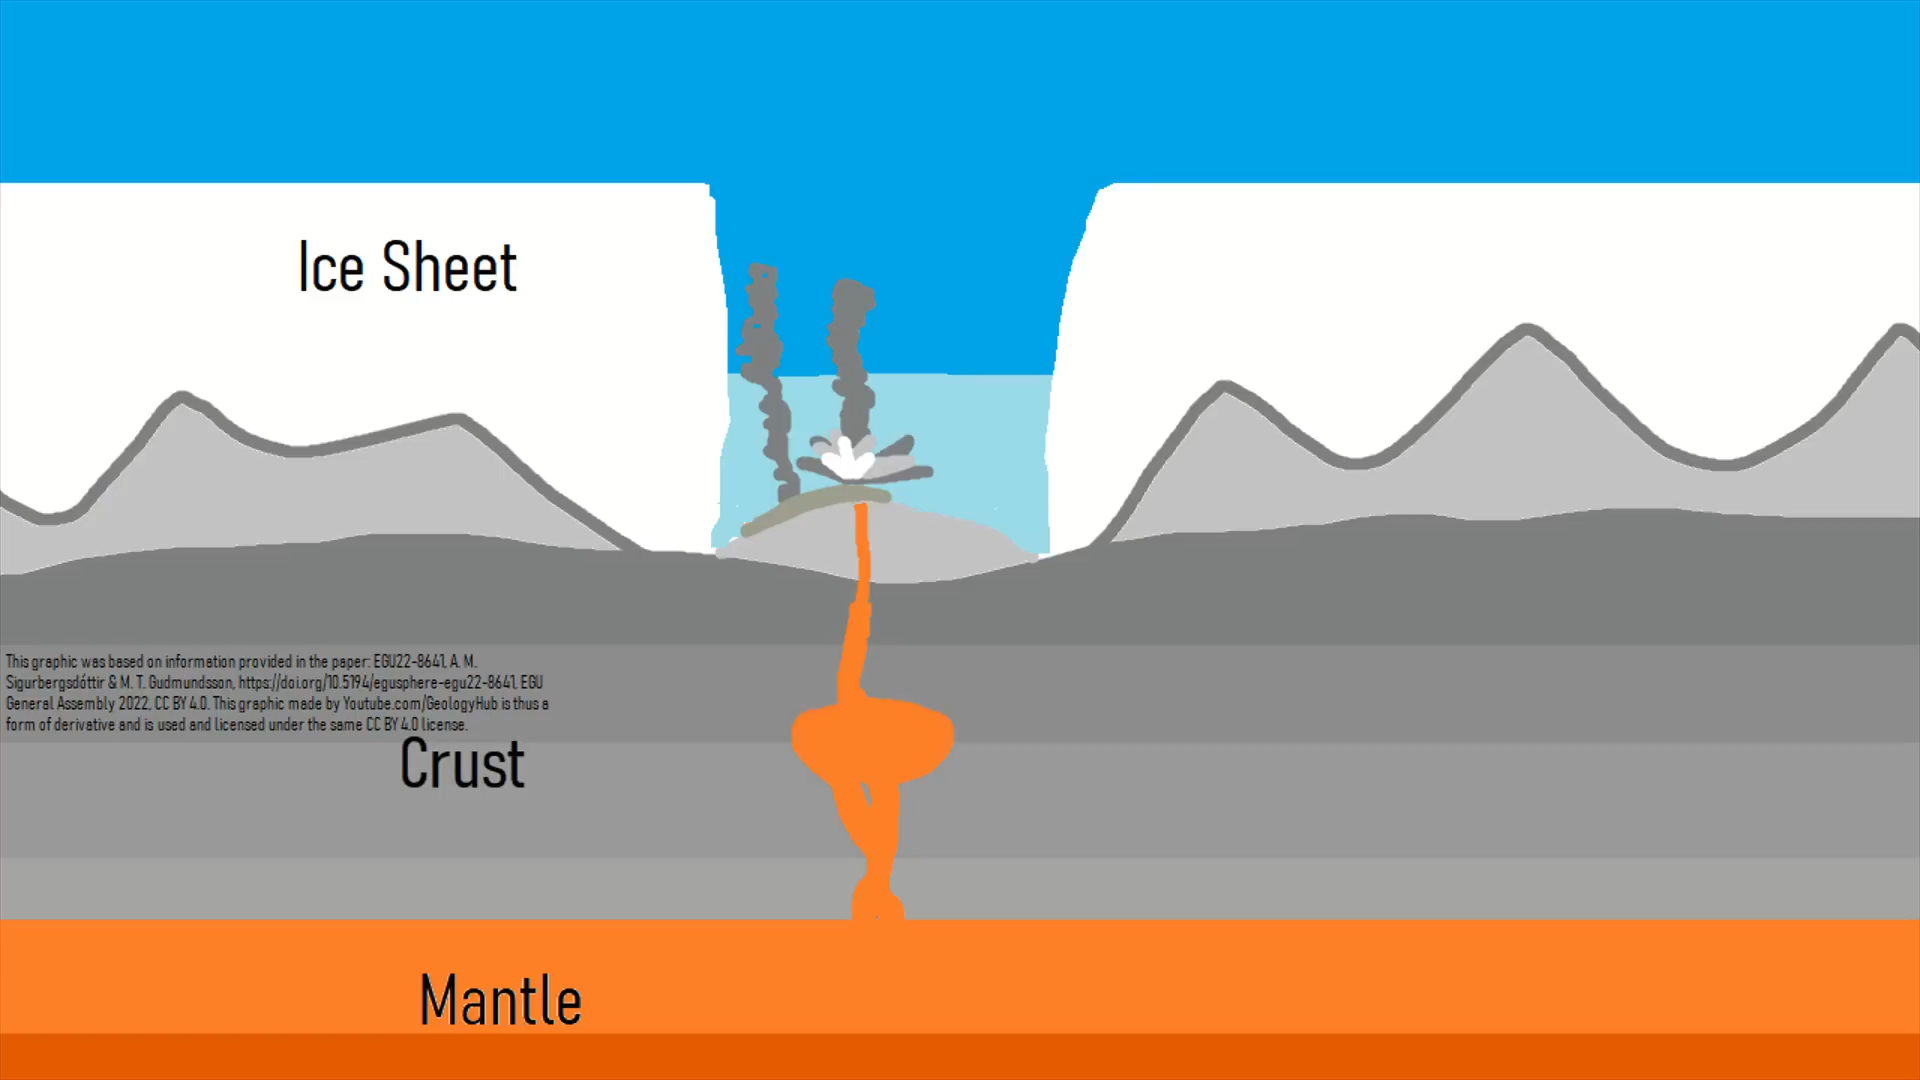 Ice Sheet
This graphic was based on information provided in the paper: EGU22-8641, A. M.
Sigurbergsdóttir & M. T. Gudmundsson, https://doi.org/10.5194/egusphere-egu22-8641, EGU
General Assembly 2022, CC BY 4.0. This graphic made by Youtube.com/GeologyHub is thus a
form of derivative and is used and licensed under the same CC BY 4.0 license.
Crust
Mantle